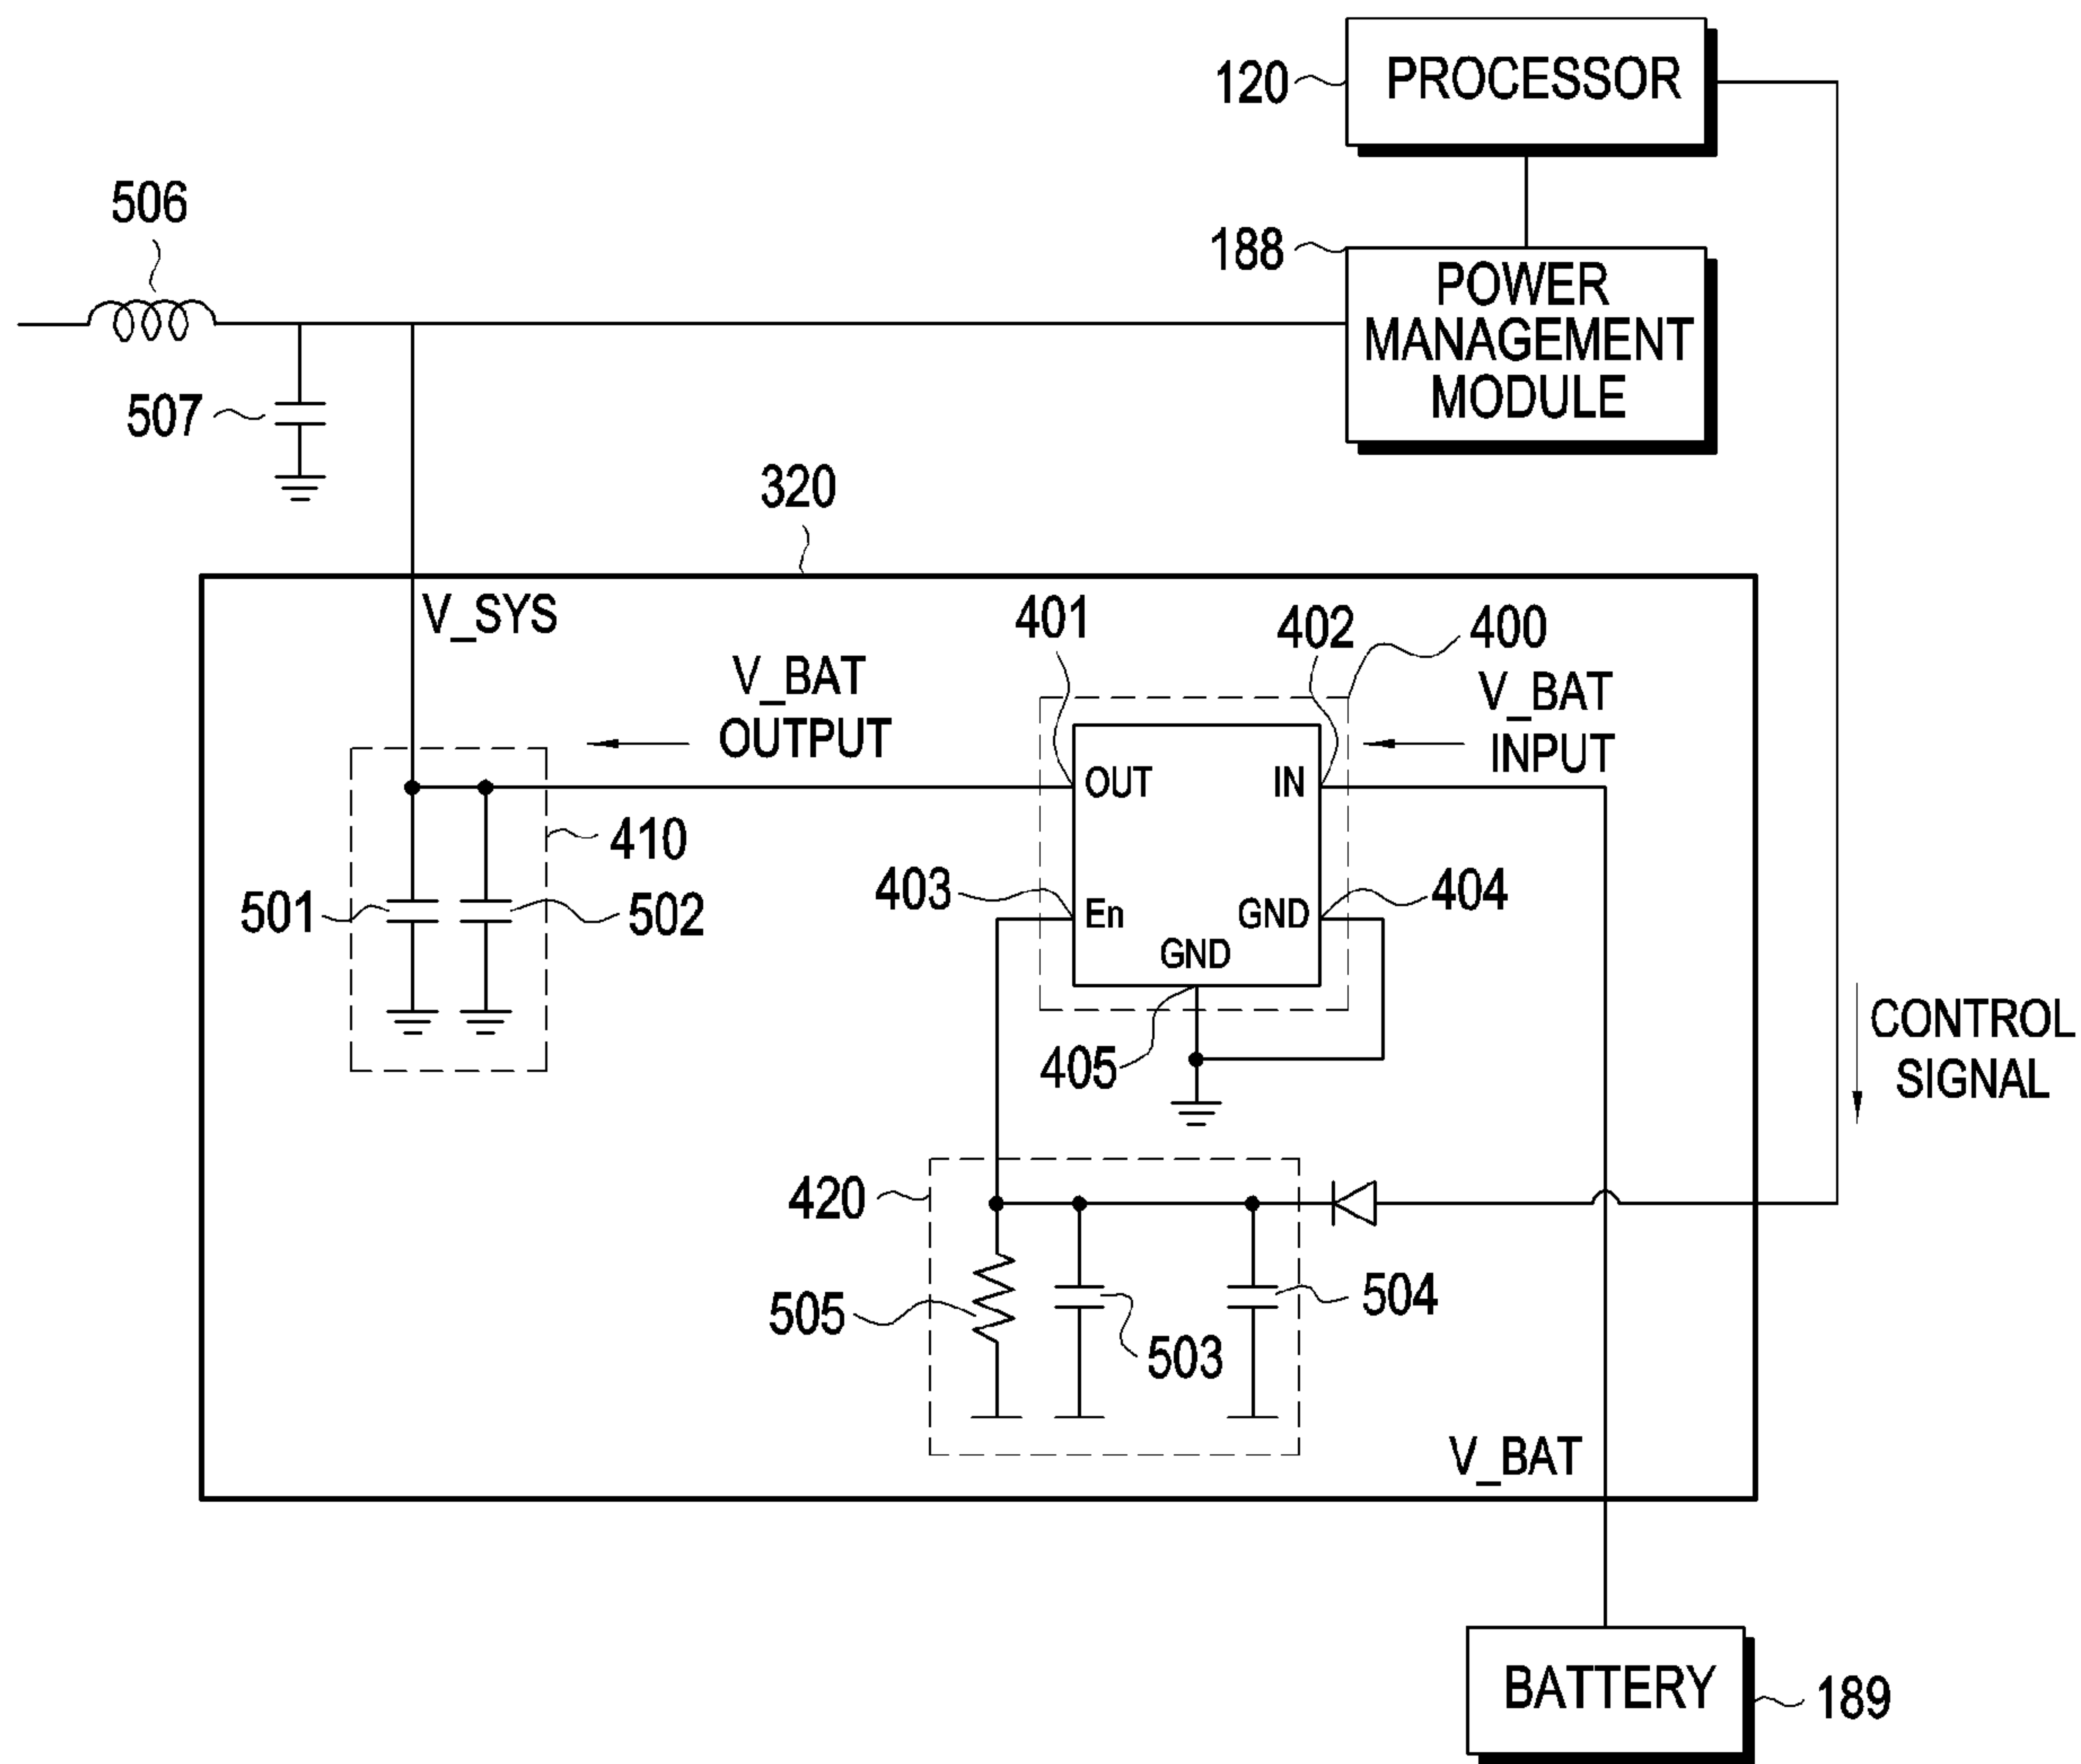 120
PROCESSOR
506
188
POWER
MANAGEMENT
MODULE
507
320
V_SYS
401
402
400
V_BAT
OUTPUT
V_BAT
INPUT
OUT
IN
410
501
502
403
En
GND
404
GND
405
CONTROL
SIGNAL
420
505
503
504
V_BAT
BATTERY
189